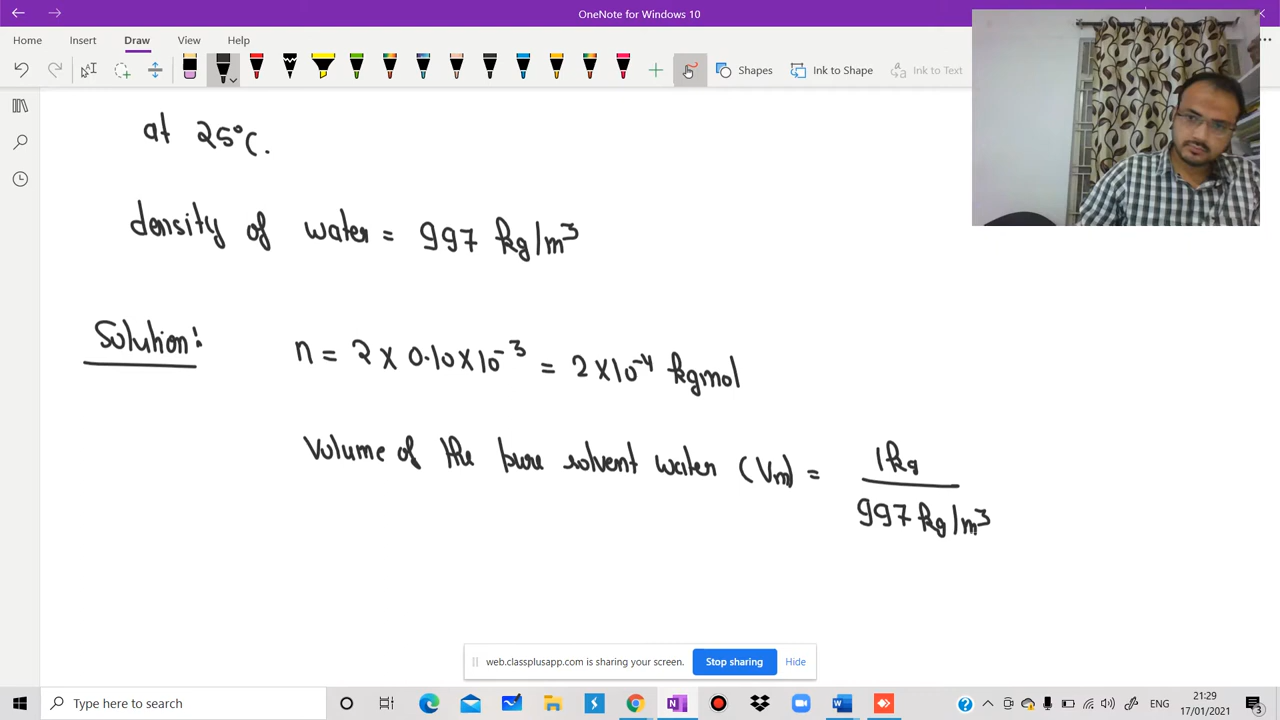 OneNote for Windows 10
Home Insert Draw View Help
Shapes Ink to Shape Ink to Text
at 25°C.
density of water = 997 kg/m³
Solution:
n = 2 × 0.10 × 10⁻³ = 2 × 10⁻⁴ kgmol
Volume of the pure solvent water (Vm) = 1kg
997 kg/m³
web.classplusapp.com is sharing your screen. Stop sharing Hide
Type here to search
ENG
21:29
17/01/2021
3